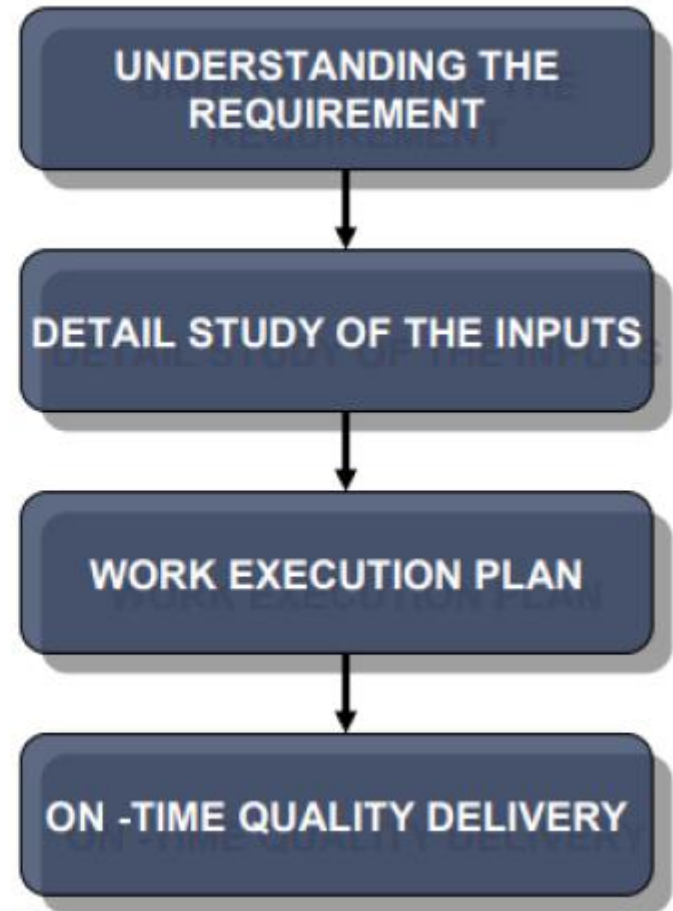 UNDERSTANDING THE
REQUIREMENT
DETAIL STUDY OF THE INPUTS
WORK EXECUTION PLAN
ON -TIME QUALITY DELIVERY